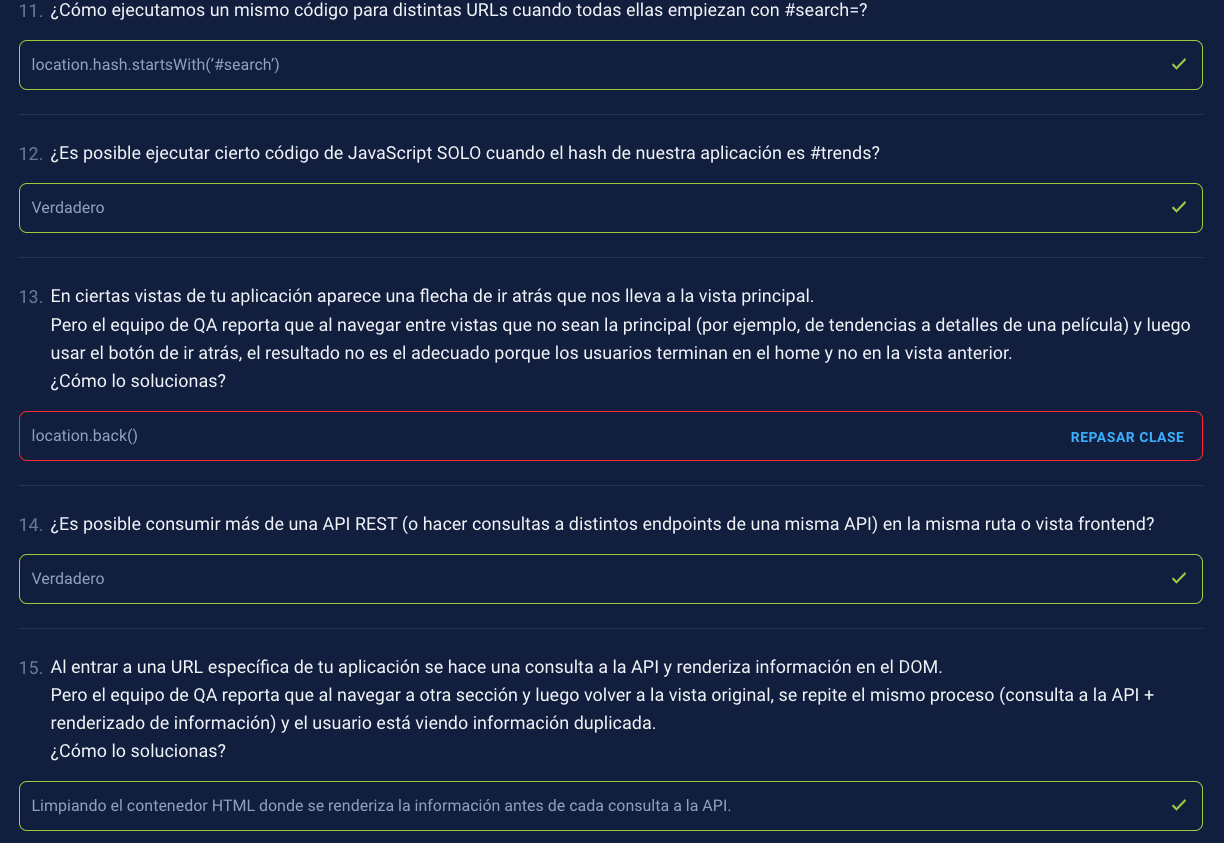 11. ¿Cómo ejecutamos un mismo código para distintas URLs cuando todas ellas empiezan con #search=?
location.hash.startsWith('#search')
12. ¿Es posible ejecutar cierto código de JavaScript SOLO cuando el hash de nuestra aplicación es #trends?
Verdadero
13. En ciertas vistas de tu aplicación aparece una flecha de ir atrás que nos lleva a la vista principal.
Pero el equipo de QA reporta que al navegar entre vistas que no sean la principal (por ejemplo, de tendencias a detalles de una película) y luego
usar el botón de ir atrás, el resultado no es el adecuado porque los usuarios terminan en el home y no en la vista anterior.
¿Cómo lo solucionas?
location.back() REPASAR CLASE
14. ¿Es posible consumir más de una API REST (o hacer consultas a distintos endpoints de una misma API) en la misma ruta o vista frontend?
Verdadero
15. Al entrar a una URL específica de tu aplicación se hace una consulta a la API y renderiza información en el DOM.
Pero el equipo de QA reporta que al navegar a otra sección y luego volver a la vista original, se repite el mismo proceso (consulta a la API +
renderizado de información) y el usuario está viendo información duplicada.
¿Cómo lo solucionas?
Limpiando el contenedor HTML donde se renderiza la información antes de cada consulta a la API.